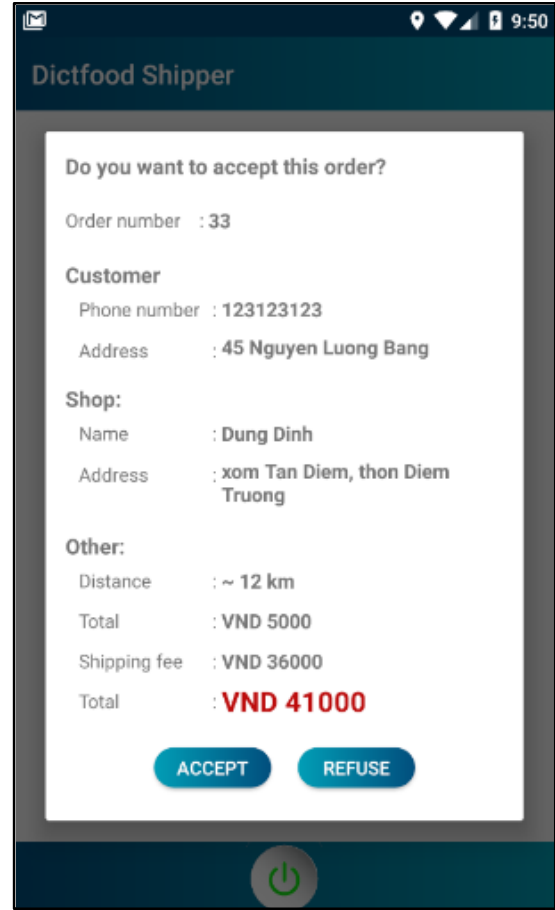 9:50
Dictfood Shipper
Do you want to accept this order?
Order number : 33
Customer
Phone number : 123123123
Address : 45 Nguyen Luong Bang
Shop:
Name : Dung Dinh
Address : xom Tan Diem, thon Diem
Truong
Other:
Distance : ~ 12 km
Total : VND 5000
Shipping fee : VND 36000
Total : VND 41000
ACCEPT REFUSE